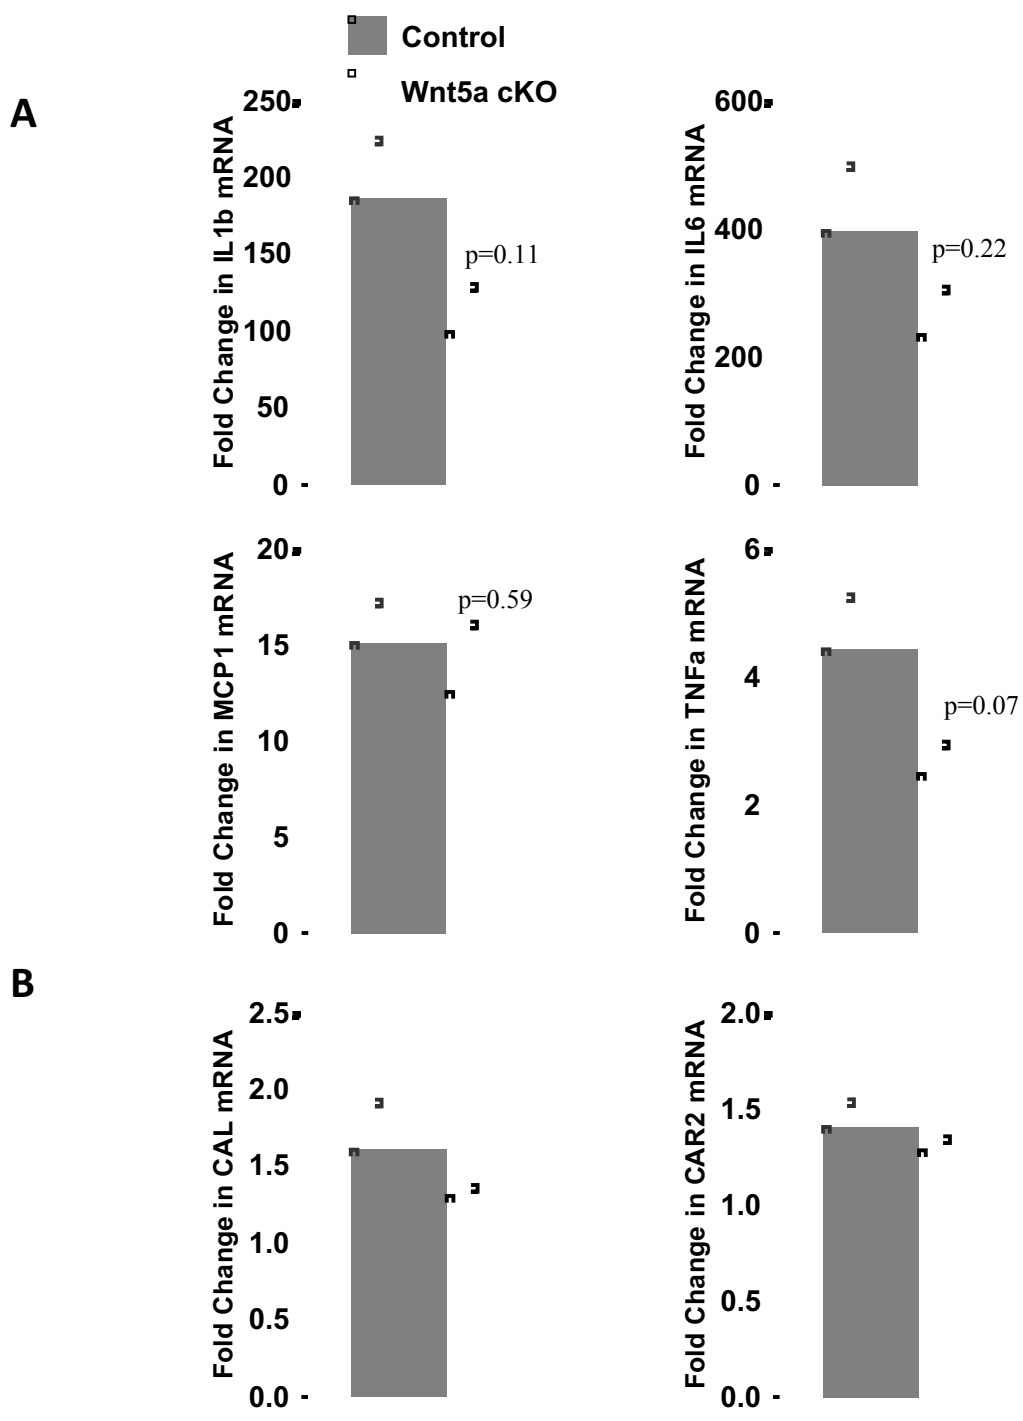 Control
Wnt5a cKO
A
Fold Change in IL1b mRNA
250
200
150
100
50
0
p=0.11
Fold Change in IL6 mRNA
600
400
200
0
p=0.22
Fold Change in MCP1 mRNA
20
15
10
5
0
p=0.59
Fold Change in TNFa mRNA
6
4
2
0
p=0.07
B
Fold Change in CAL mRNA
2.5
2.0
1.5
1.0
0.5
0.0
Fold Change in CAR2 mRNA
2.0
1.5
1.0
0.5
0.0